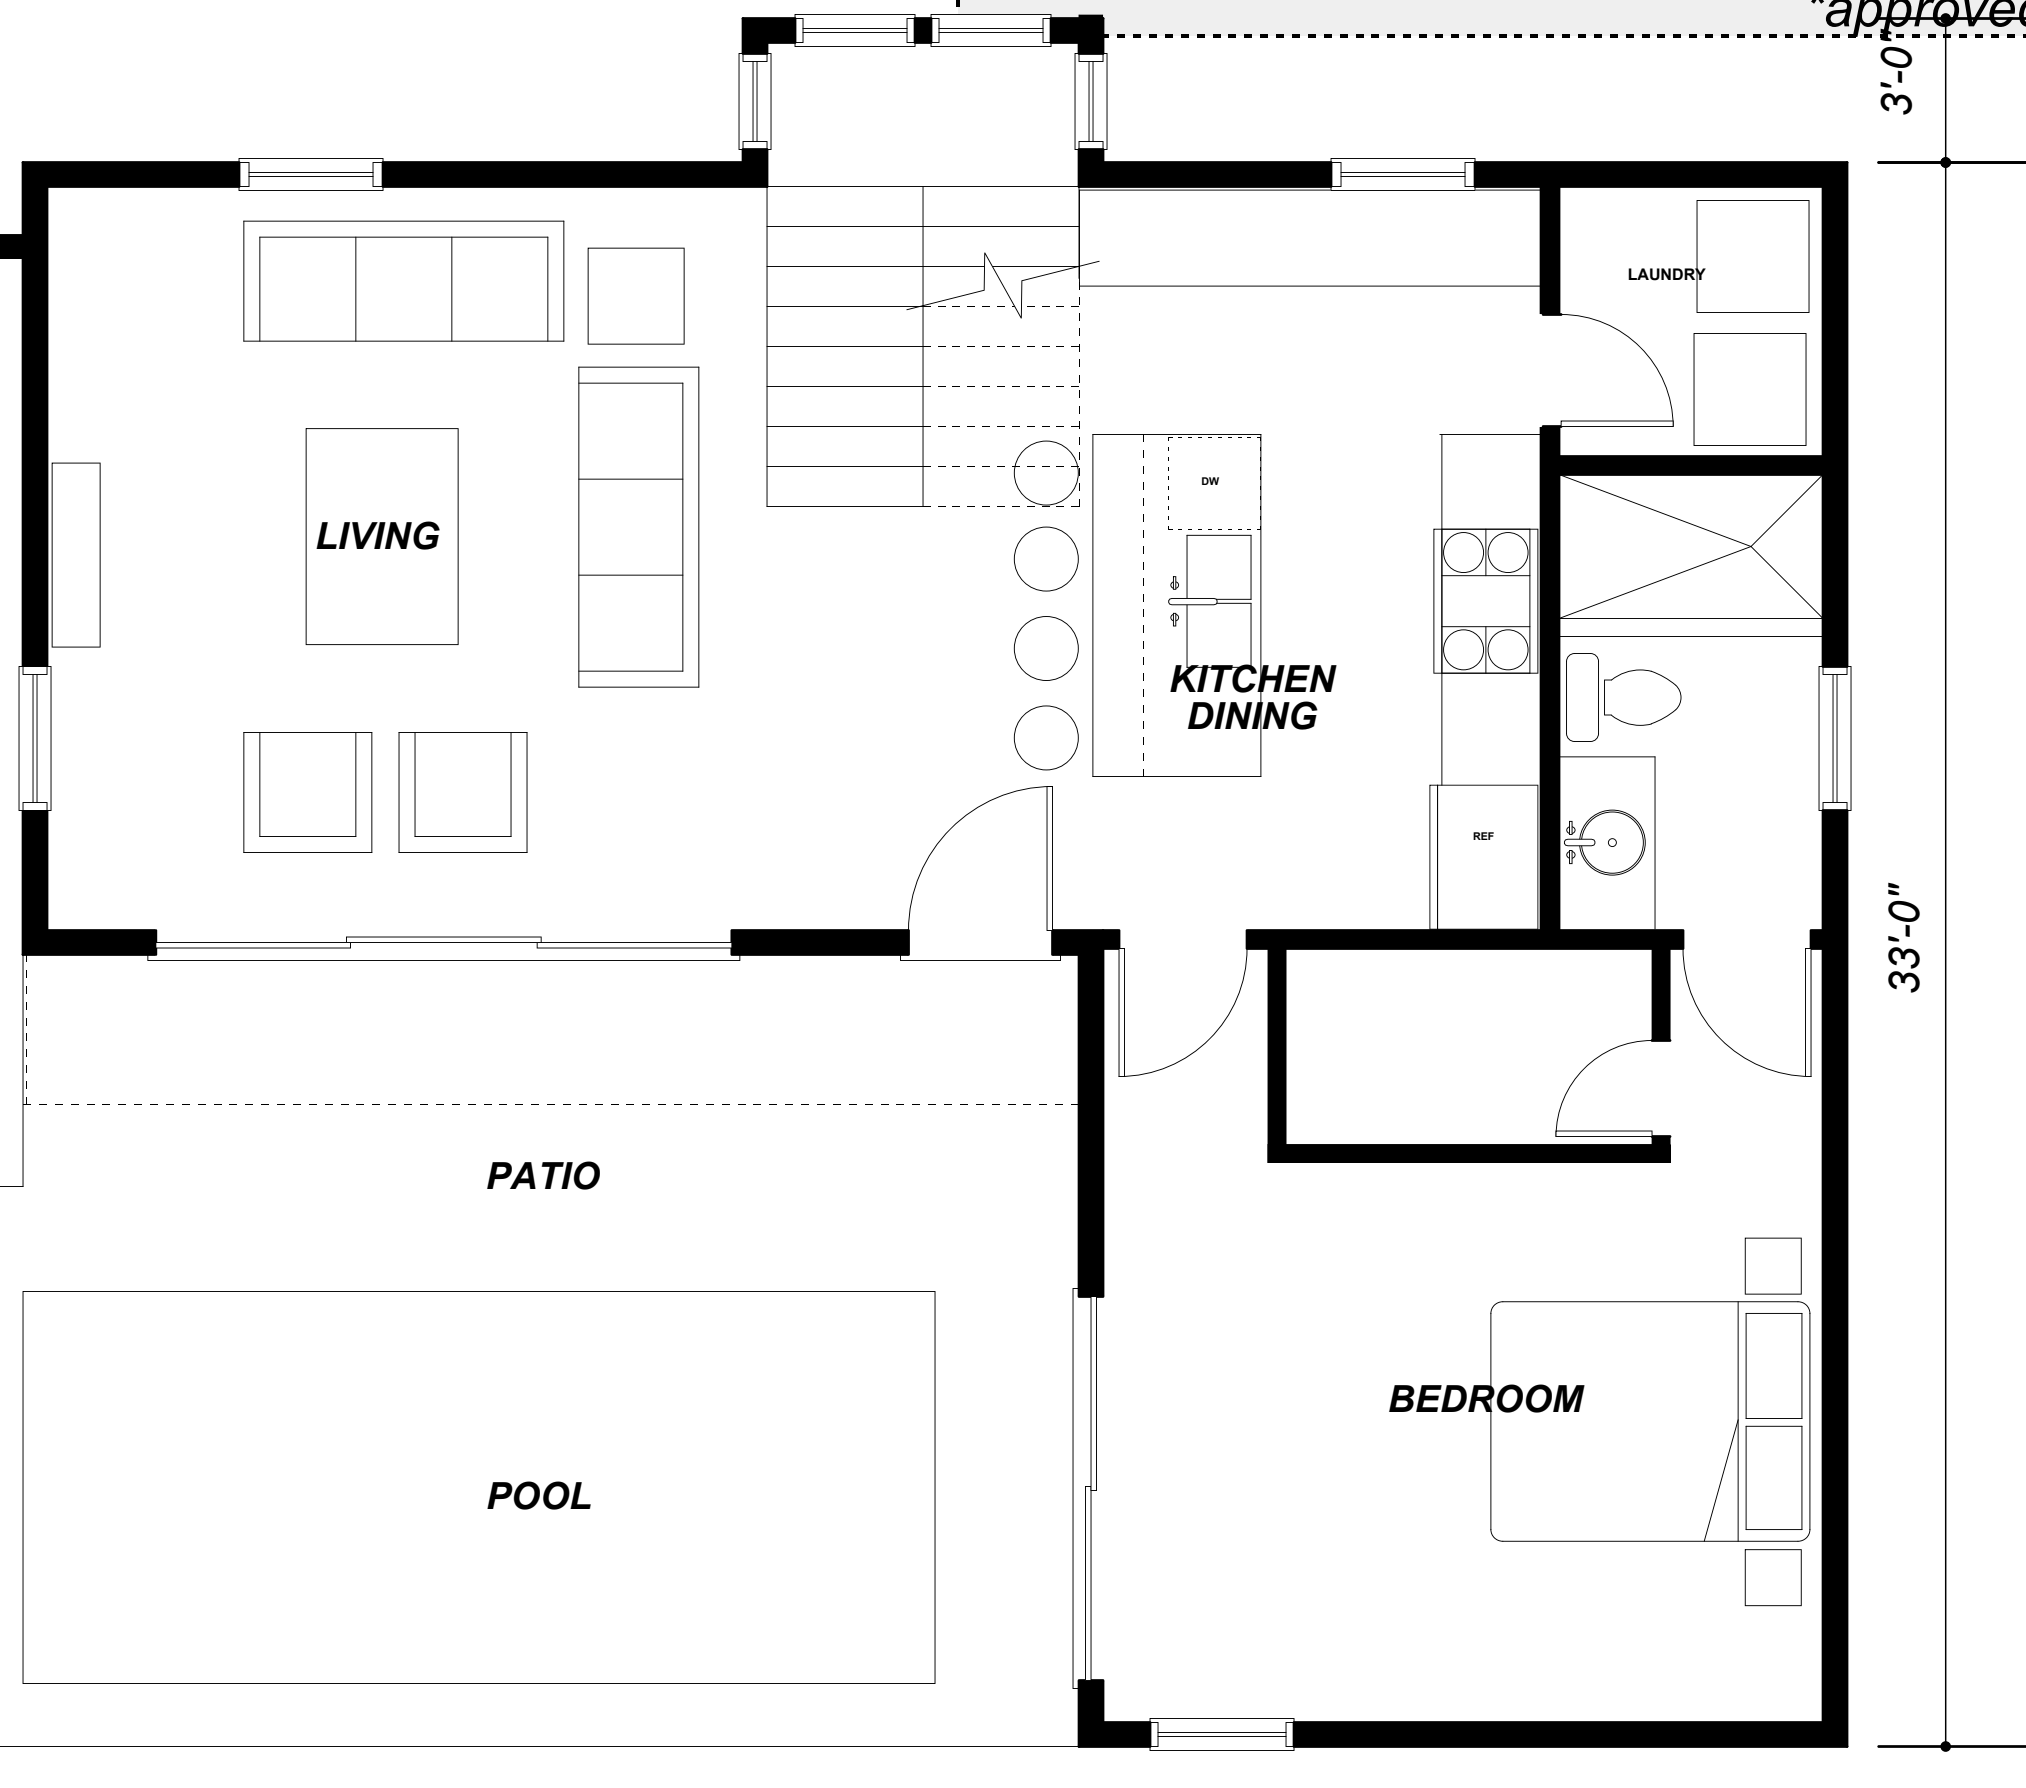 *approved
3'-0"
LAUNDRY
DW
LIVING
KITCHEN
DINING
REF
33'-0"
PATIO
BEDROOM
POOL